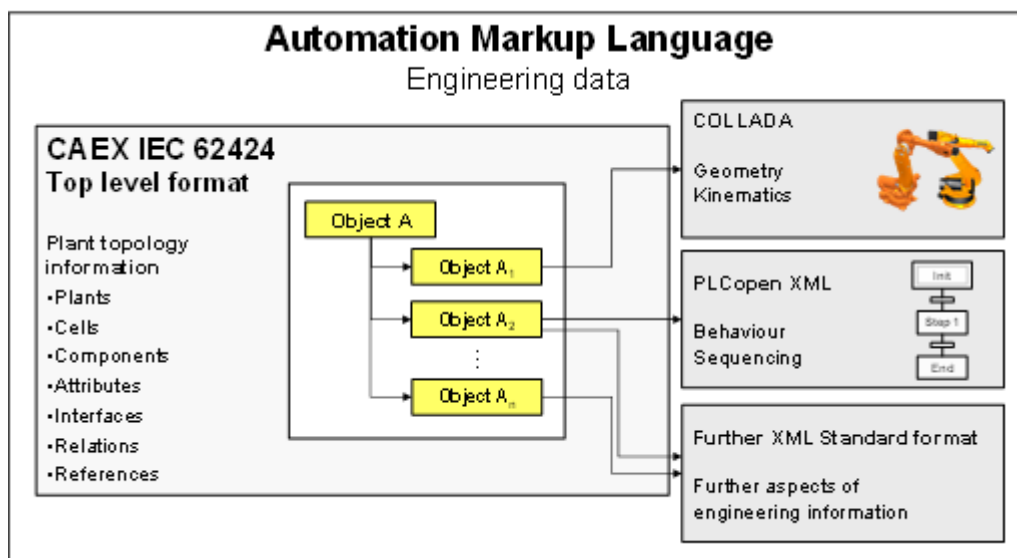 Automation Markup Language
Engineering data
CAEX IEC 62424
Top level format
Plant topology
information
•Plants
•Cells
•Components
•Attributes
•Interfaces
•Relations
•References
Object A
Object A1
Object A2
⋮
Object An
COLLADA
Geometry
Kinematics
PLCopen XML
Behaviour
Sequencing
Init
Step 1
End
Further XML Standard format
Further aspects of
engineering information